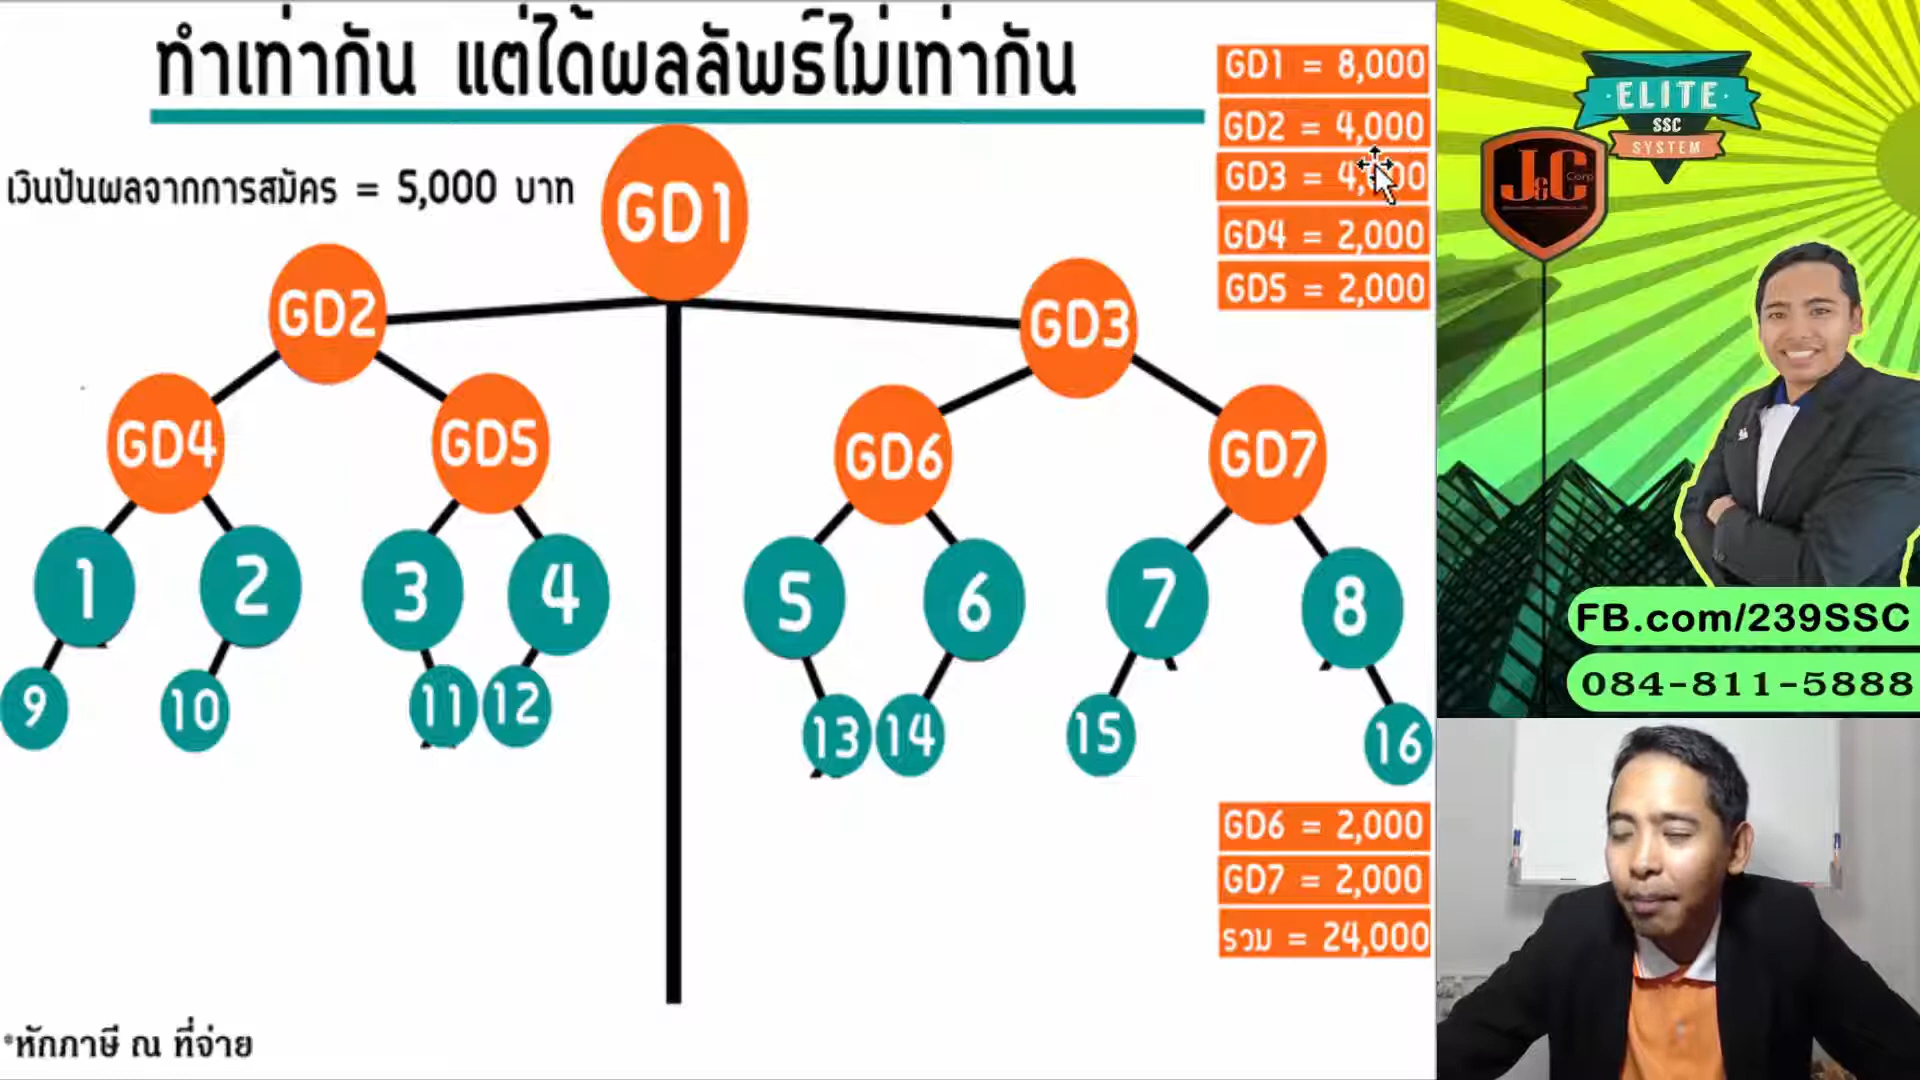 ทำเท่ากัน แต่ได้ผลลัพธ์ไม่เท่ากัน
เงินปันผลจากการสมัคร = 5,000 บาท
GD1
GD2
GD3
GD4
GD5
GD6
GD7
1
2
3
4
5
6
7
8
9
10
11
12
13
14
15
16
GD1 = 8,000
GD2 = 4,000
GD3 = 4,000
GD4 = 2,000
GD5 = 2,000
GD6 = 2,000
GD7 = 2,000
รวม = 24,000
*หักภาษี ณ ที่จ่าย
ELITE
SSC
SYSTEM
J&C
Corp
FB.com/239SSC
084-811-5888